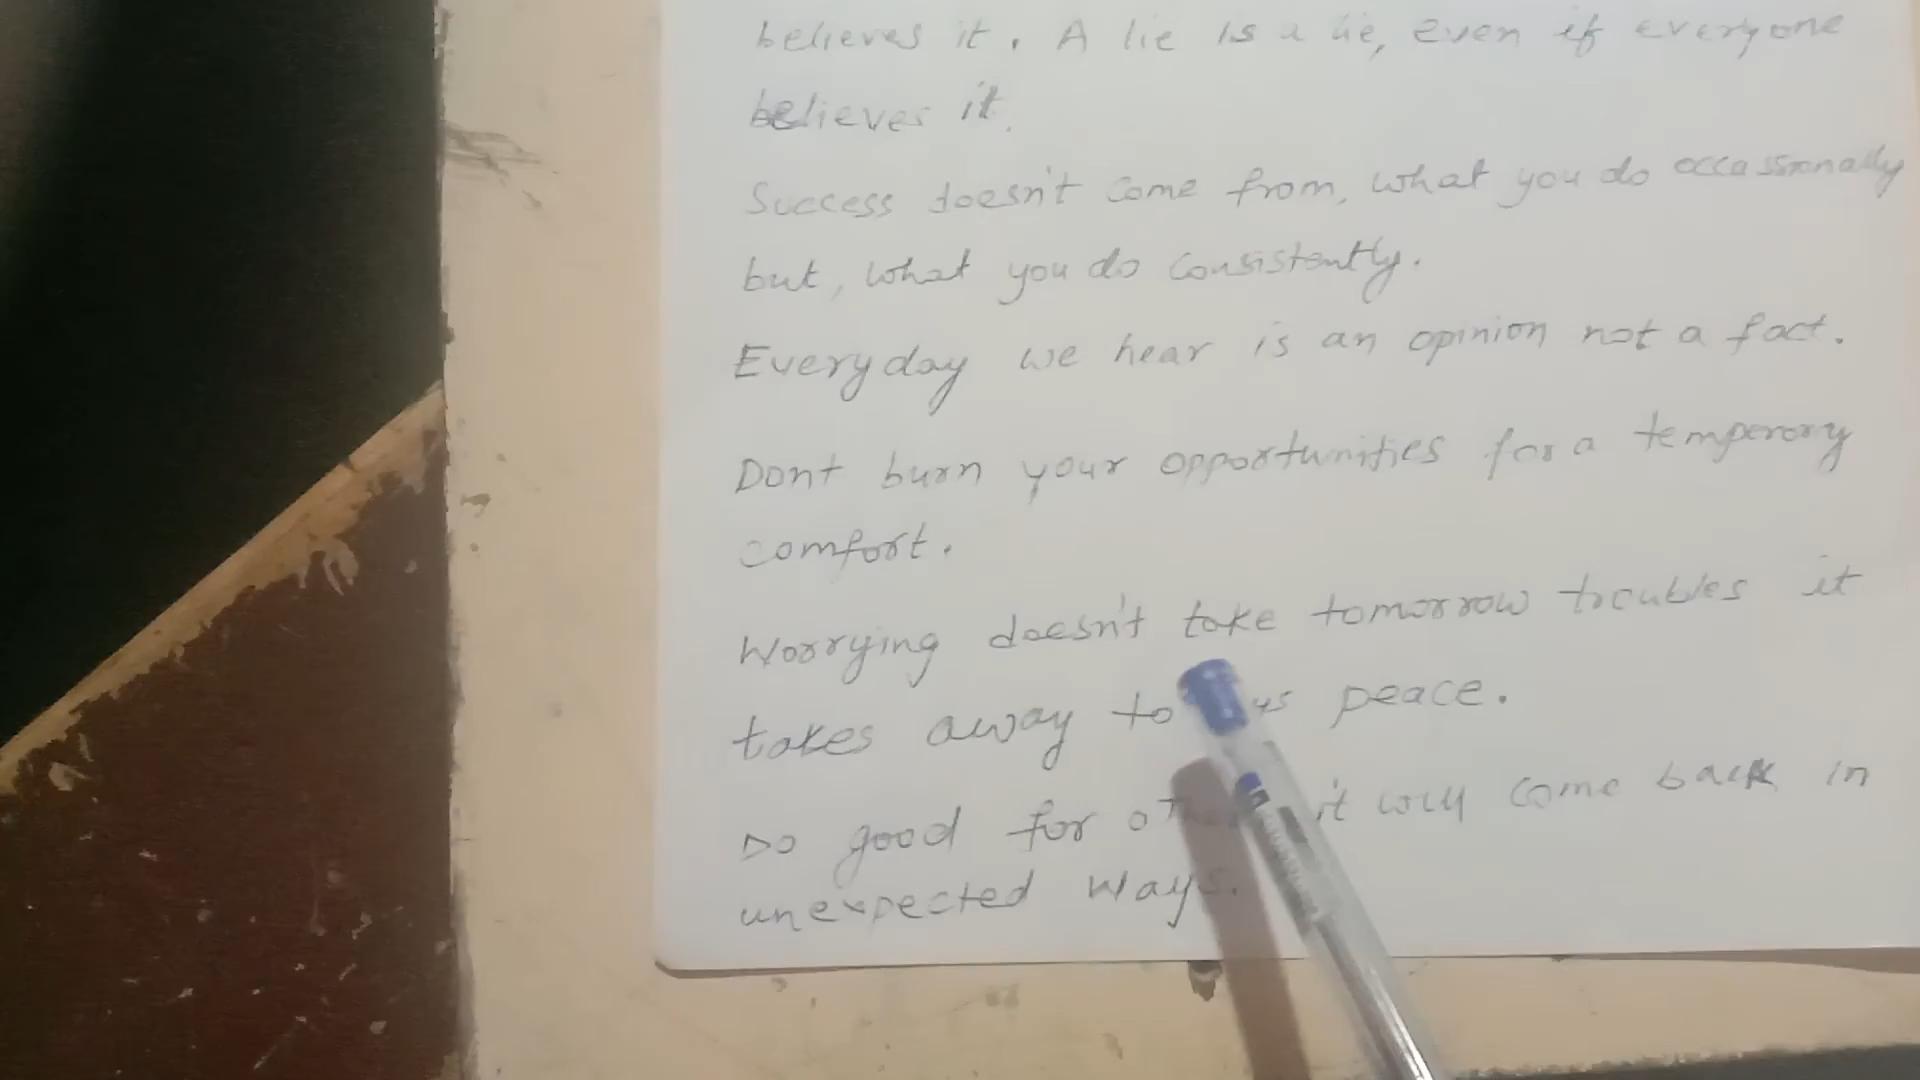 believes it. A lie is a lie, even if everyone
believes it.
Success doesn't come from, what you do occassionally
but, what you do consistently.
Everyday we hear is an opinion not a fact.
Dont burn your opportunities for a temperory
comfort.
Worrying doesn't take tomorrow troubles it
takes away peace.
Do good for it will come back in
unexpected ways.